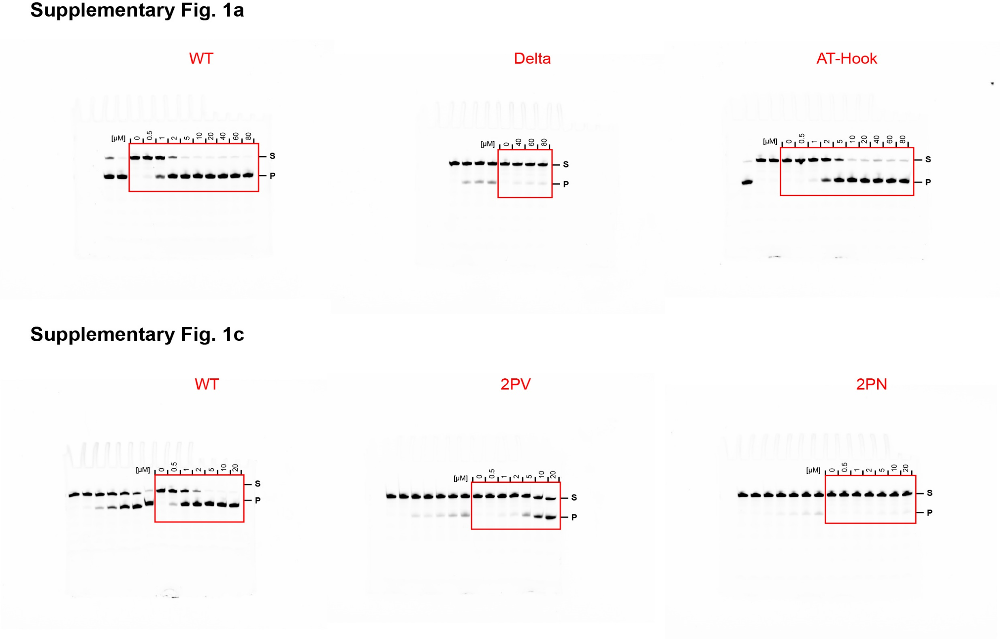 Supplementary Fig. 1a
WT
Delta
AT-Hook
[µM] 0 0.5 1 2 5 10 20 40 60 80
S
P
[µM] 0 40 60 80
S
P
[µM] 0 0.5 1 2 5 10 20 40 60 80
S
P
Supplementary Fig. 1c
WT
2PV
2PN
[µM] 0 0.5 1 2 5 10 20
S
P
[µM] 0 0.5 1 2 5 10 20
S
P
[µM] 0 0.5 1 2 5 10 20
S
P